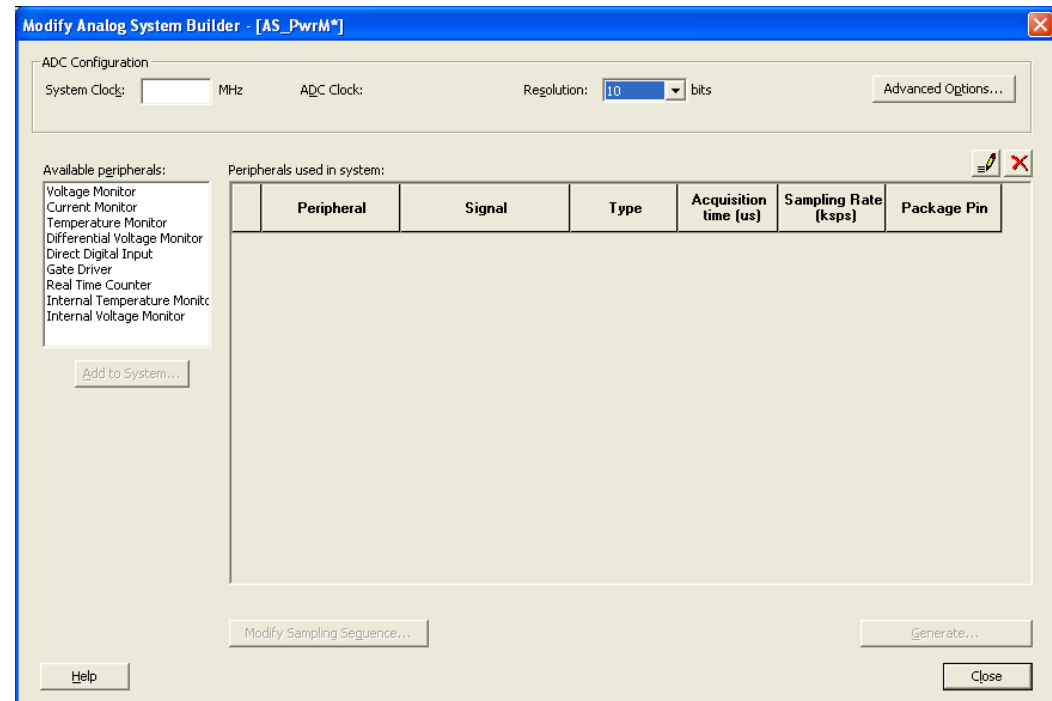 Modify Analog System Builder - [AS_PwrM*]
ADC Configuration
System Clock: MHz ADC Clock: Resolution: 10 bits Advanced Options...
Available peripherals: Peripherals used in system:
Voltage Monitor
Current Monitor
Temperature Monitor
Differential Voltage Monitor
Direct Digital Input
Gate Driver
Real Time Counter
Internal Temperature Monitc
Internal Voltage Monitor
Peripheral Signal Type Acquisition time (us) Sampling Rate (ksps) Package Pin
Add to System...
Modify Sampling Sequence... Generate...
Help Close